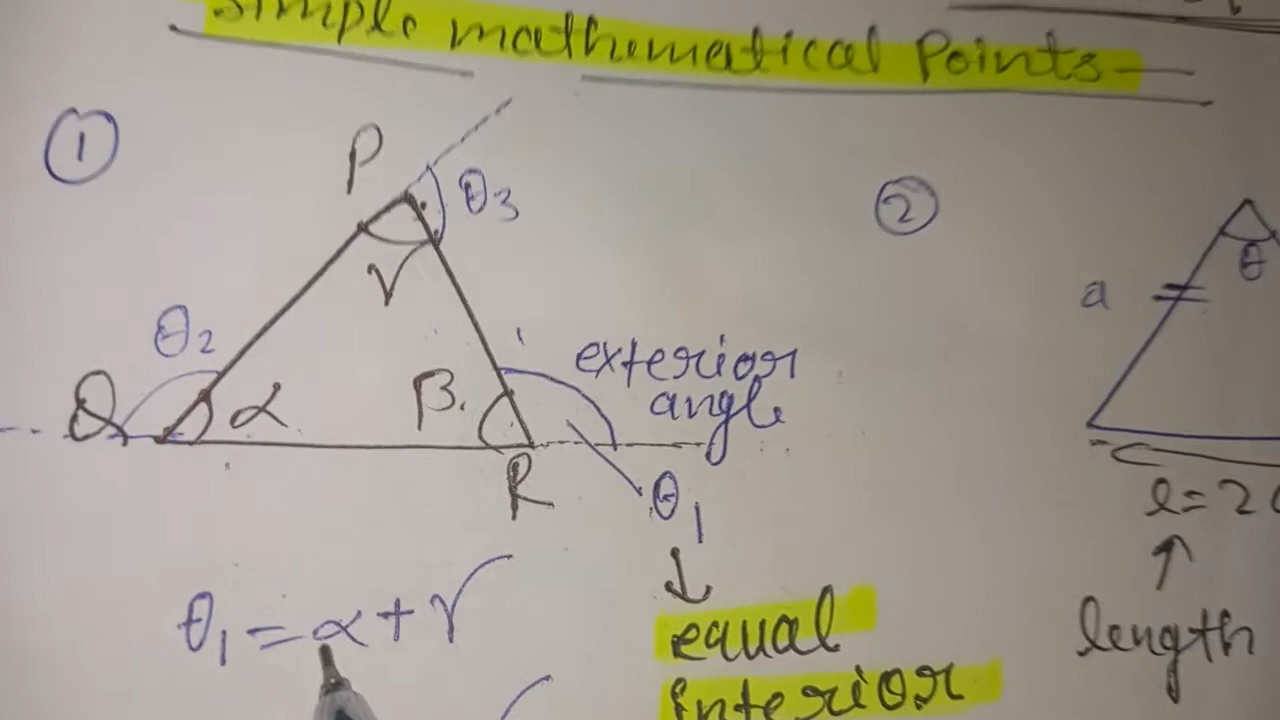 Simple mathematical Points
①
P
θ3
γ
θ2
Q
α
β
R
exterior
angle
θ1
↓
equal
interior
θ1 = α + γ
②
θ
a
l = 2
↑
length